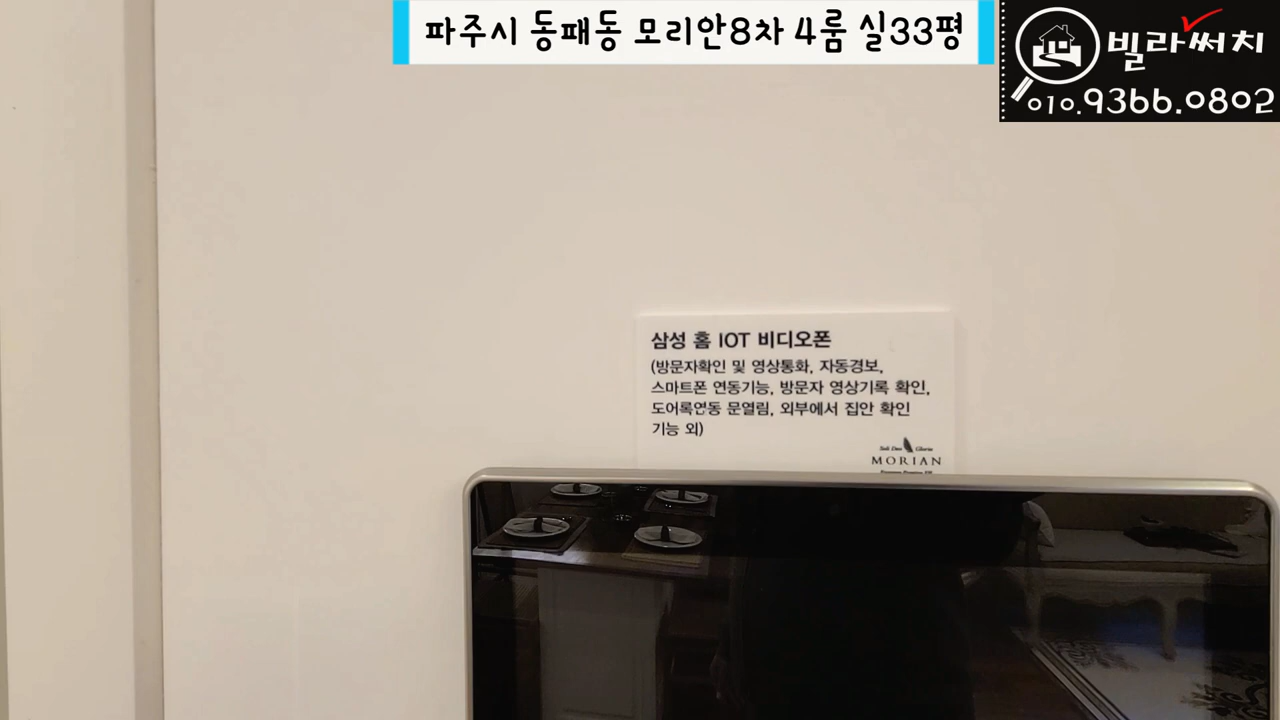 파주시 동패동 모리안8차 4룸 실33평
빌라써치
010.9366.0802
삼성 홈 IOT 비디오폰
(방문자확인 및 영상통화, 자동경보,
스마트폰 연동기능, 방문자 영상기록 확인,
도어록연동 문열림, 외부에서 집안 확인
기능 외)
MORIAN